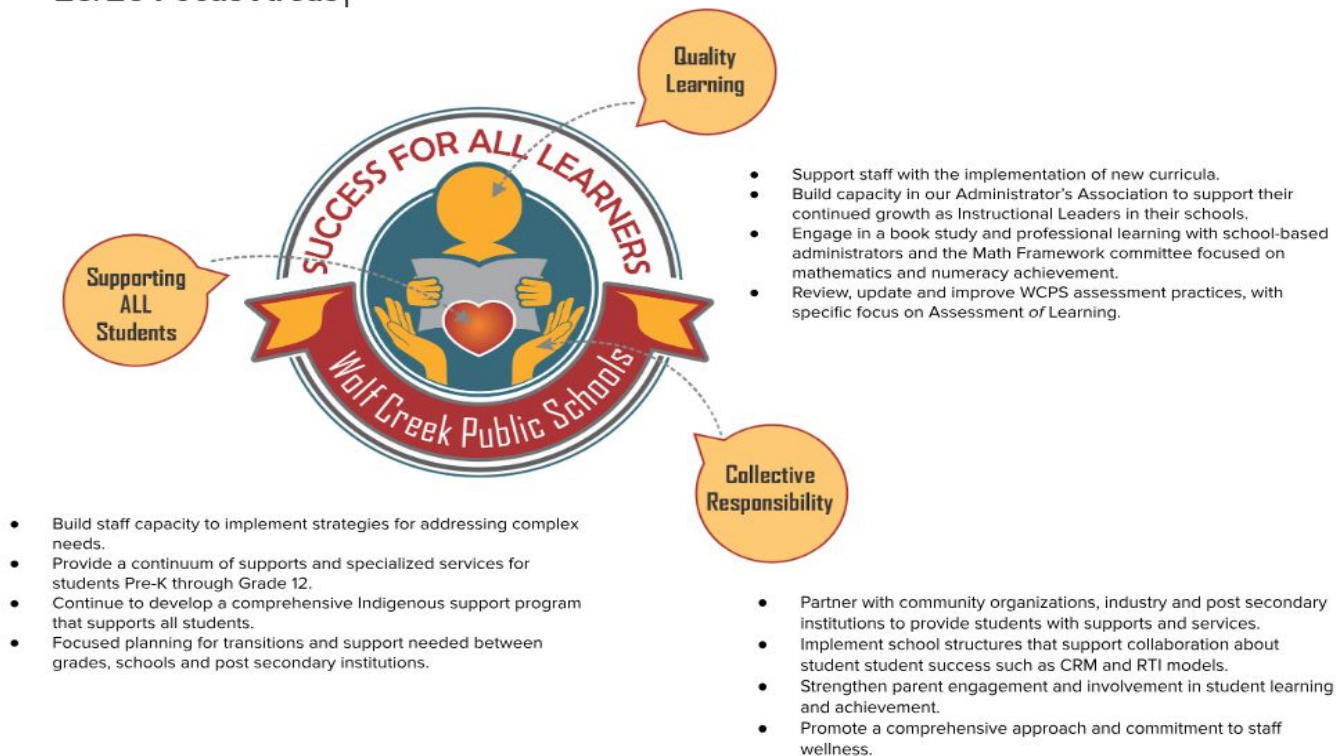 Quality
Learning
SUCCESS FOR ALL LEARNERS
Wolf Creek Public Schools
● Support staff with the implementation of new curricula.
● Build capacity in our Administrator's Association to support their
continued growth as Instructional Leaders in their schools.
● Engage in a book study and professional learning with school-based
administrators and the Math Framework committee focused on
mathematics and numeracy achievement.
● Review, update and improve WCPS assessment practices, with
specific focus on Assessment of Learning.
Supporting
ALL
Students
● Build staff capacity to implement strategies for addressing complex
needs.
● Provide a continuum of supports and specialized services for
students Pre-K through Grade 12.
● Continue to develop a comprehensive Indigenous support program
that supports all students.
● Focused planning for transitions and support needed between
grades, schools and post secondary institutions.
Collective
Responsibility
● Partner with community organizations, industry and post secondary
institutions to provide students with supports and services.
● Implement school structures that support collaboration about
student student success such as CRM and RTI models.
● Strengthen parent engagement and involvement in student learning
and achievement.
● Promote a comprehensive approach and commitment to staff
wellness.